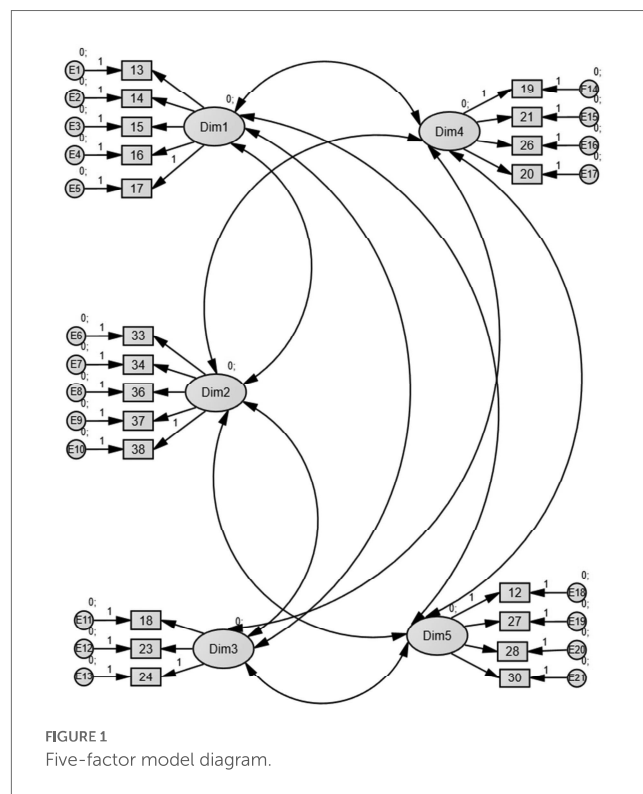 0;
E1 1 13
0;
E2 1 14
0;
E3 1 15
0;
E4 1 16
0;
E5 1 1 17
Dim1 0;
0;
19 1 1 E14
0;
21 1 E15
0;
26 1 E16
0;
20 1 E17
Dim4 0;
0;
E6 1 33
0;
E7 1 34
0;
E8 1 36
0;
E9 1 37
0;
E10 1 1 38
Dim2 0;
0;
E11 1 18
0;
E12 1 23
0;
E13 1 1 24
Dim3 0;
0;
12 1 1 E18
0;
27 1 E19
0;
28 1 E20
0;
30 1 E21
Dim5 0;
FIGURE 1
Five-factor model diagram.